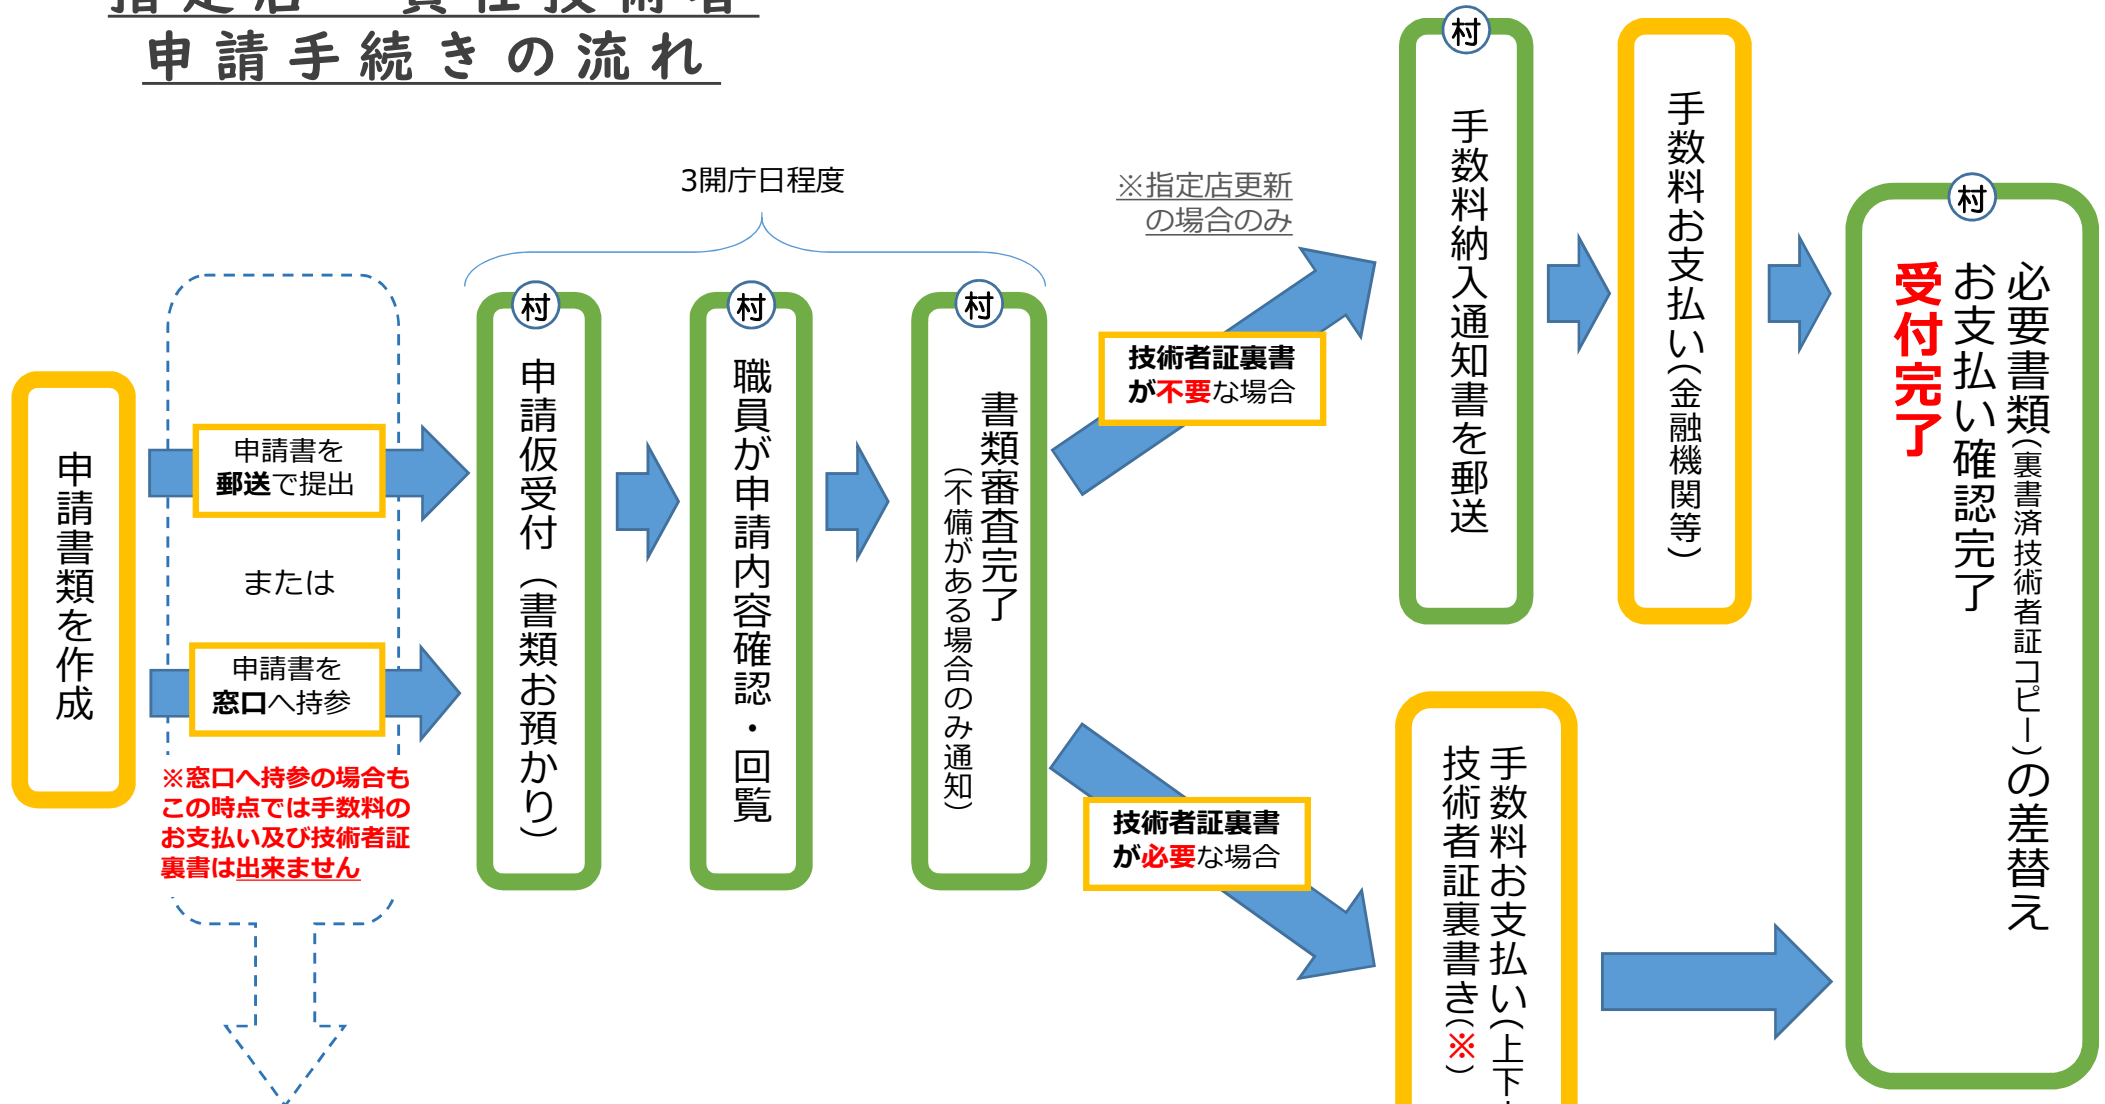 指定店・責任技術者
申請手続きの流れ
申請書類を作成
申請書を
郵送で提出
または
申請書を
窓口へ持参
※窓口へ持参の場合も
この時点では手数料の
お支払い及び技術者証
裏書は出来ません
3開庁日程度
村
申請仮受付（書類お預かり）
村
職員が申請内容確認・回覧
村
書類審査完了
（不備がある場合のみ通知）
※指定店更新
の場合のみ
技術者証裏書
が不要な場合
村
手数料納入通知書を郵送
手数料お支払い（金融機関等）
技術者証裏書
が必要な場合
手数料お支払い（上下
技術者証裏書き（※）
村
必要書類（裏書済技術者証コピー）の差替え
お支払い確認完了
受付完了